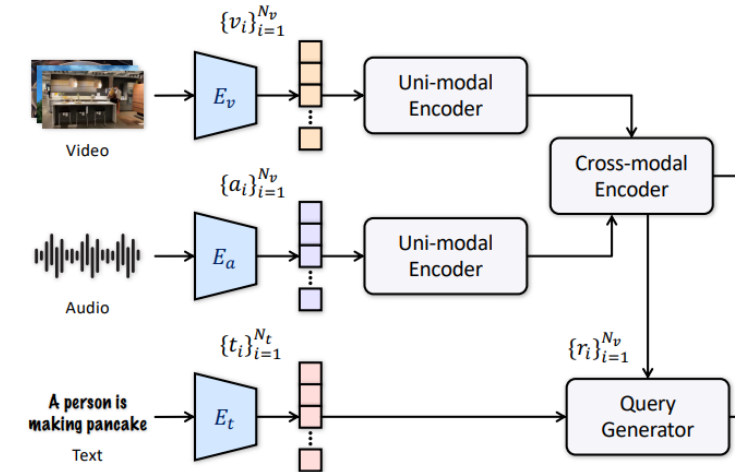 {v_i}_{i=1}^{N_v}
E_v
Uni-modal
Encoder
Video
Cross-modal
Encoder
{a_i}_{i=1}^{N_v}
E_a
Uni-modal
Encoder
Audio
{t_i}_{i=1}^{N_t}
{r_i}_{i=1}^{N_v}
A person is
making pancake
E_t
Query
Generator
Text